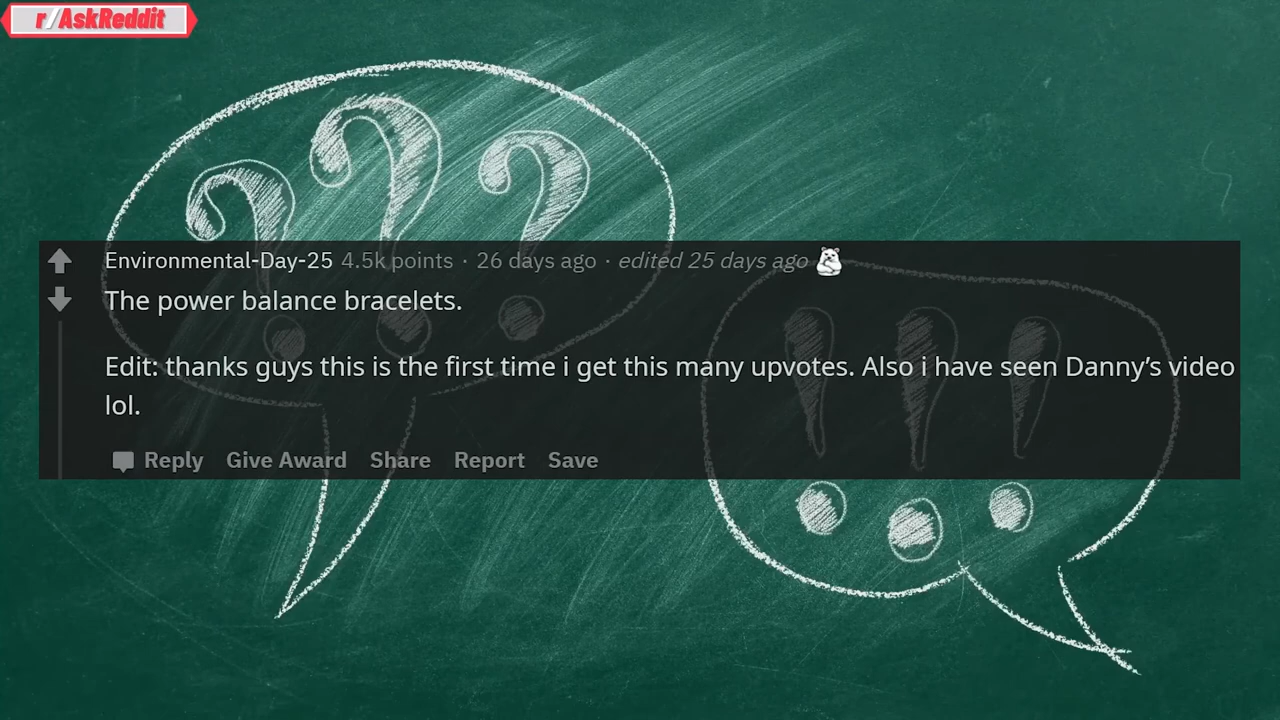 r/AskReddit
Environmental-Day-25 4.5k points · 26 days ago · edited 25 days ago
The power balance bracelets.
Edit: thanks guys this is the first time i get this many upvotes. Also i have seen Danny’s video
lol.
Reply Give Award Share Report Save